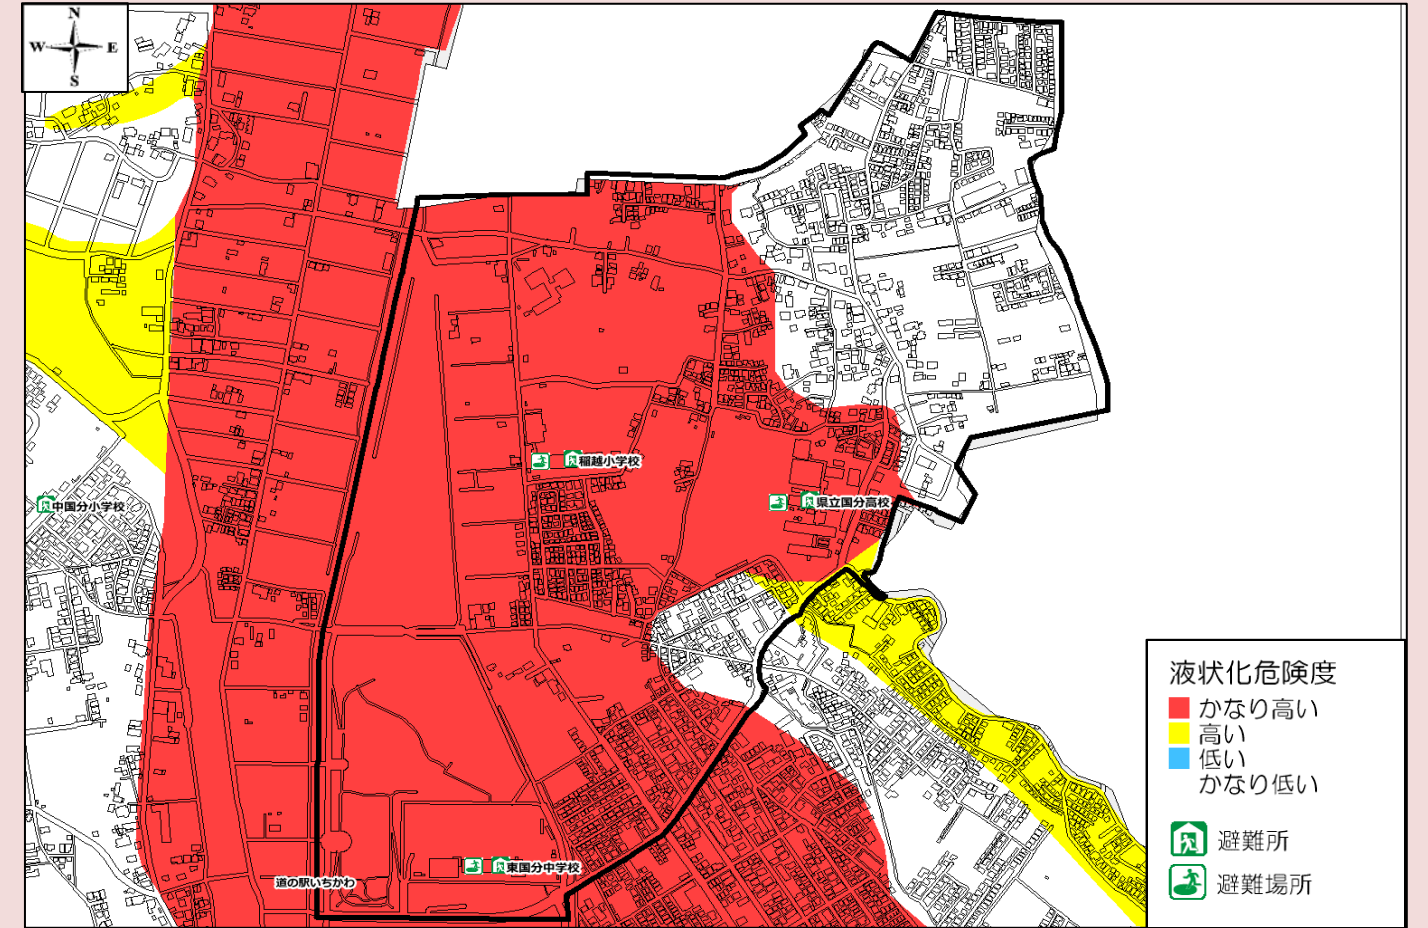 N
W E
S
稲越小学校
県立国分高校
中国分小学校
東国分中学校
道の駅いちかわ
液状化危険度
かなり高い
高い
低い
かなり低い
避難所
避難場所